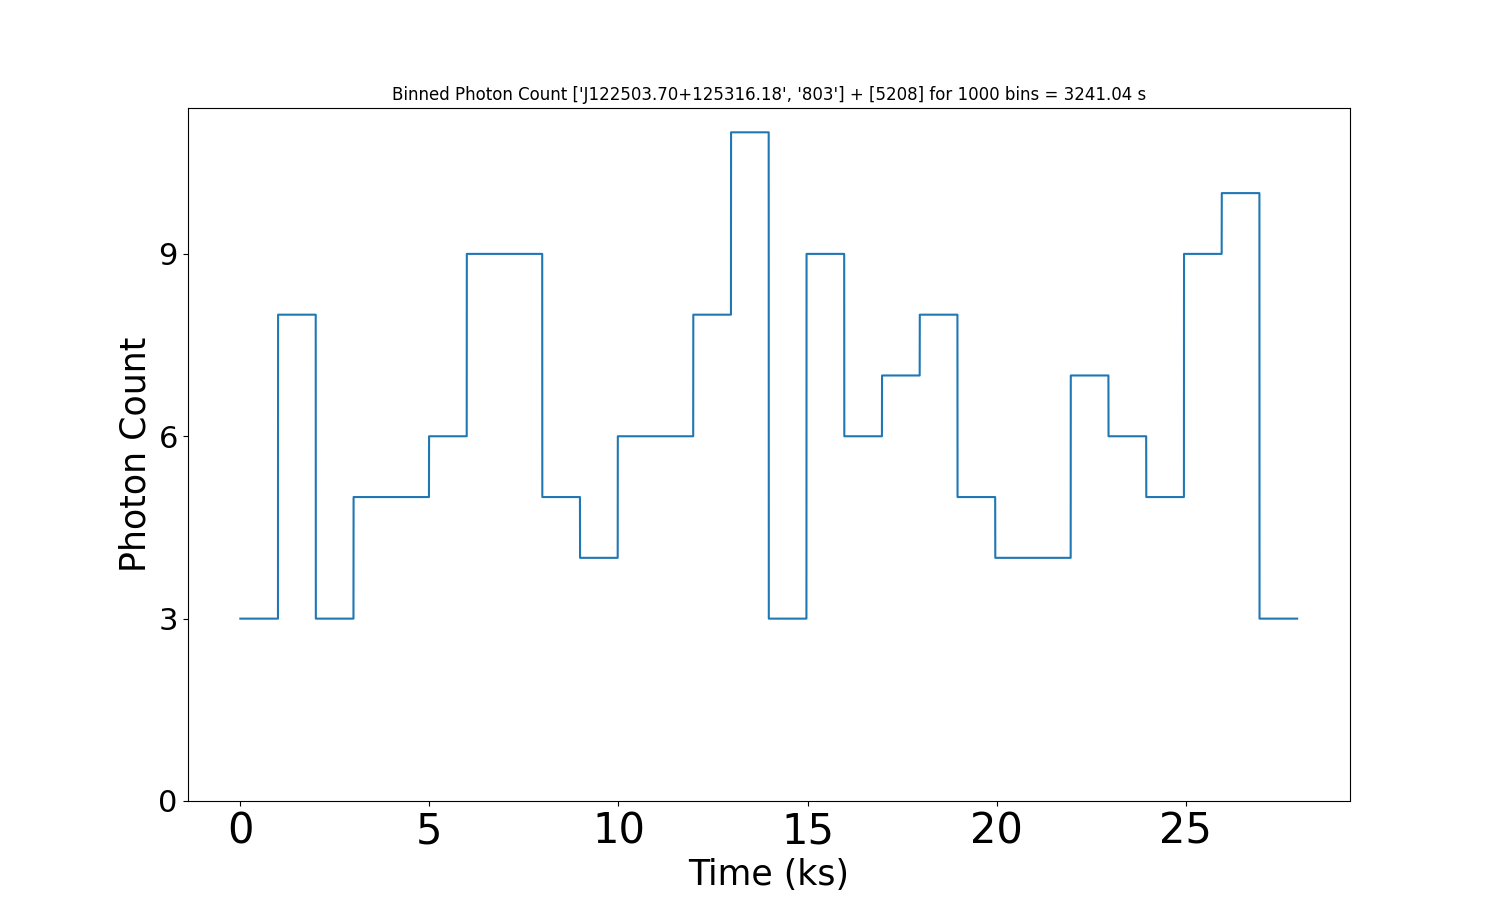 Binned Photon Count ['J122503.70+125316.18', '803'] + [5208] for 1000 bins = 3241.04 s
Photon Count
9
6
3
0
0 5 10 15 20 25
Time (ks)